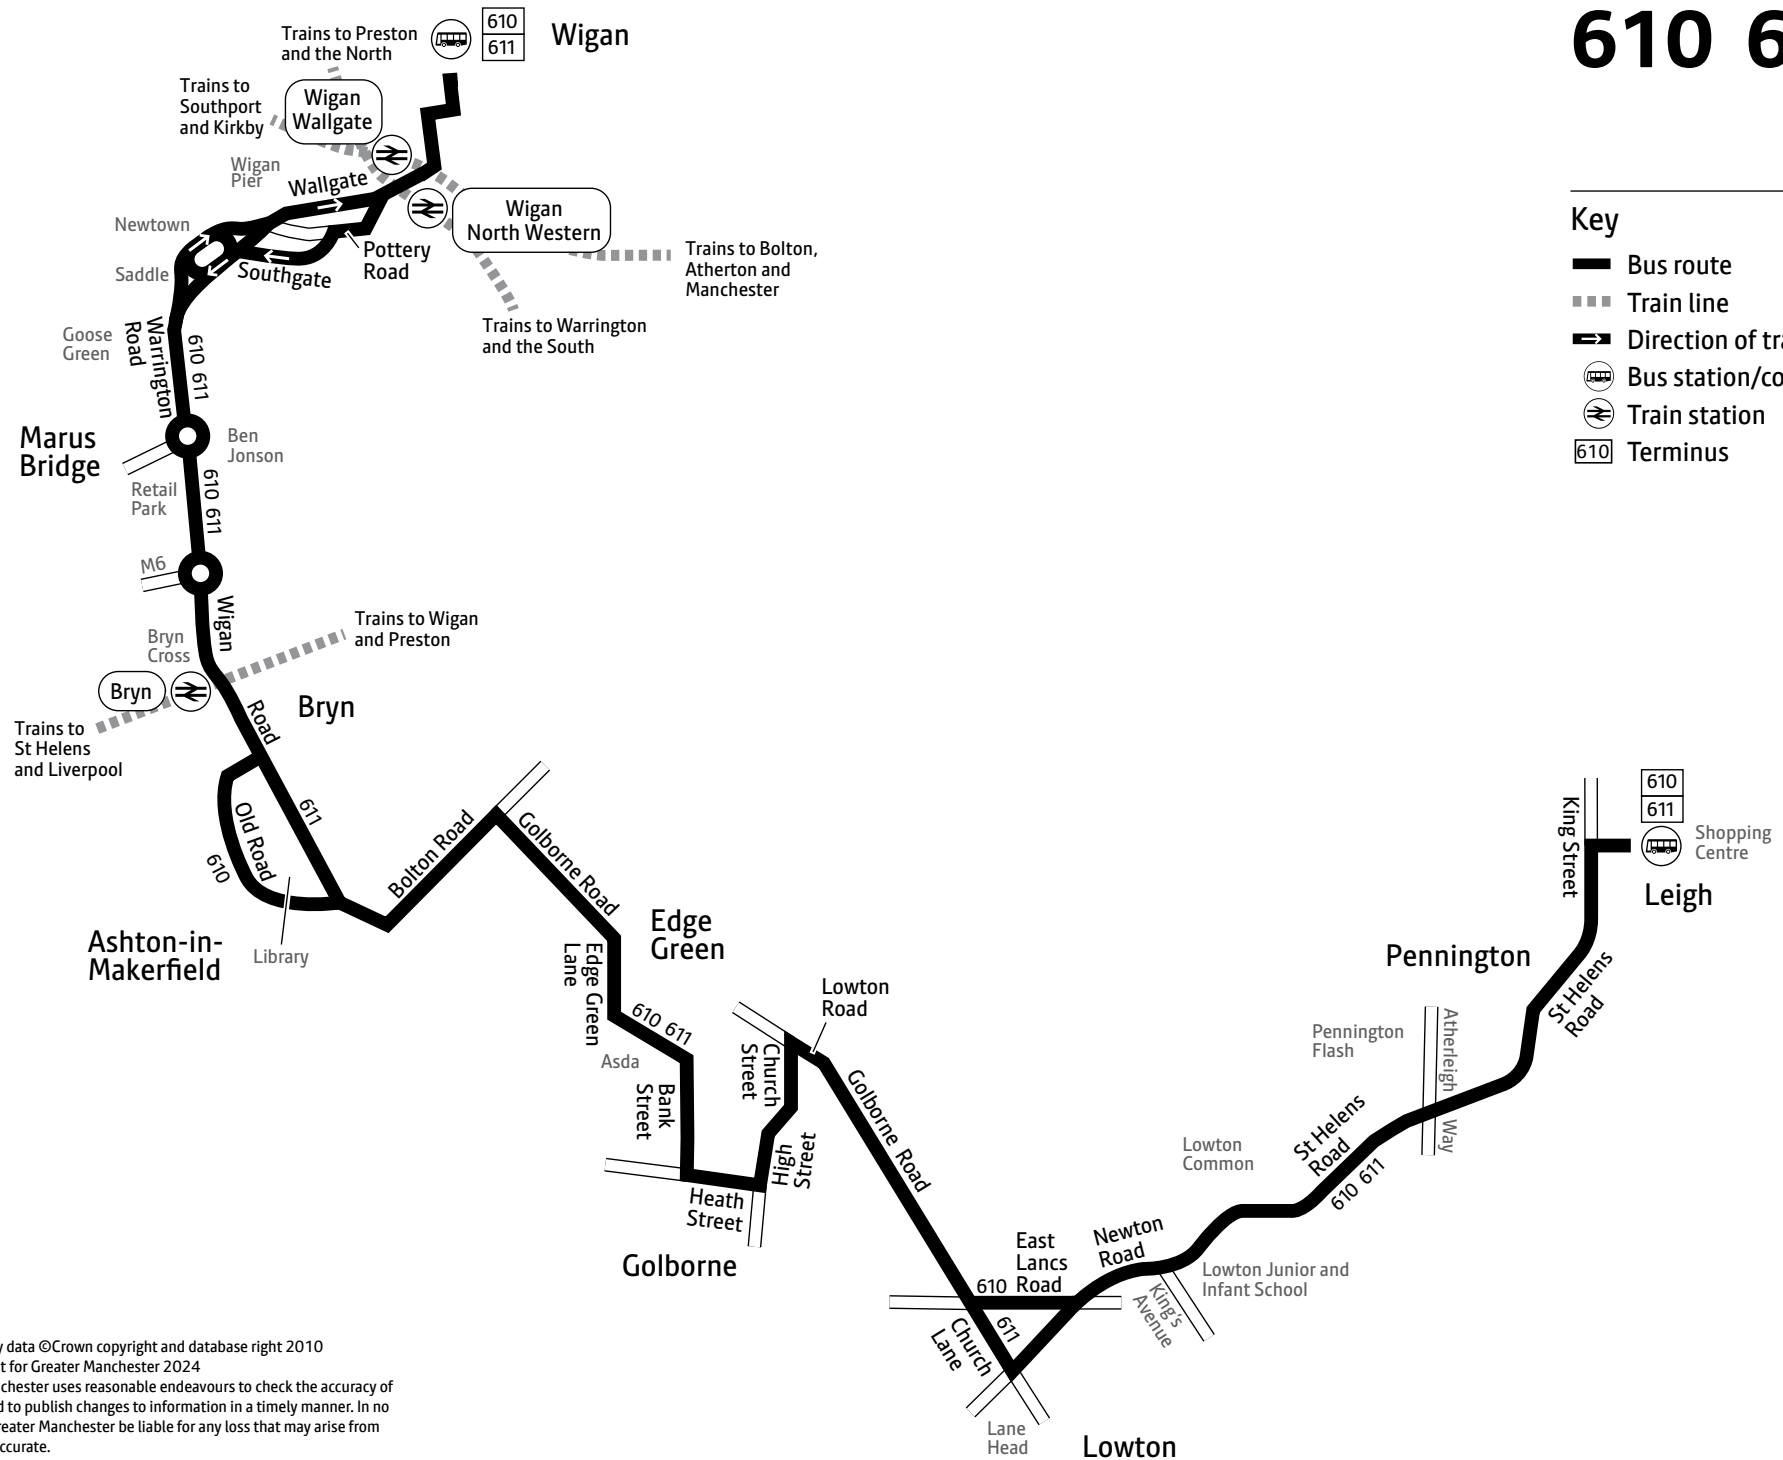 610 6
Trains to Preston
and the North
610
611
Wigan
Trains to
Southport
and Kirkby
Wigan
Wallgate
Wigan
Pier
Wallgate
Wigan
North Western
Newtown
Pottery
Road
Trains to Bolton,
Atherton and
Manchester
Saddle
Southgate
Trains to Warrington
and the South
Key
Bus route
Train line
Direction of tra
Bus station/co
Train station
610
Terminus
Goose
Green
Warrington
Road
610 611
Marus
Bridge
Ben
Jonson
Retail
Park
610 611
M6
Wigan
Trains to Wigan
and Preston
Bryn
Cross
Bryn
Road
Bryn
Trains to
St Helens
and Liverpool
611
Old Road
610
Bolton Road
Golborne Road
Ashton-in-
Makerfield
Library
Edge
Green
Edge Green
Lane
610 611
Asda
Bank
Street
Church
Street
Lowton
Road
Golborne Road
High
Street
Heath
Street
Golborne
King Street
610
611
Shopping
Centre
Leigh
Pennington
St Helens
Road
Pennington
Flash
Atherleigh Way
St Helens
Road
610 611
Lowton
Common
Newton
Road
East
Lancs
Road
610
Lowton Junior and
Infant School
King's
Avenue
611
Church
Lane
Lane
Head
Lowton
y data ©Crown copyright and database right 2010
t for Greater Manchester 2024
chester uses reasonable endeavours to check the accuracy of
d to publish changes to information in a timely manner. In no
reater Manchester be liable for any loss that may arise from
ccurate.